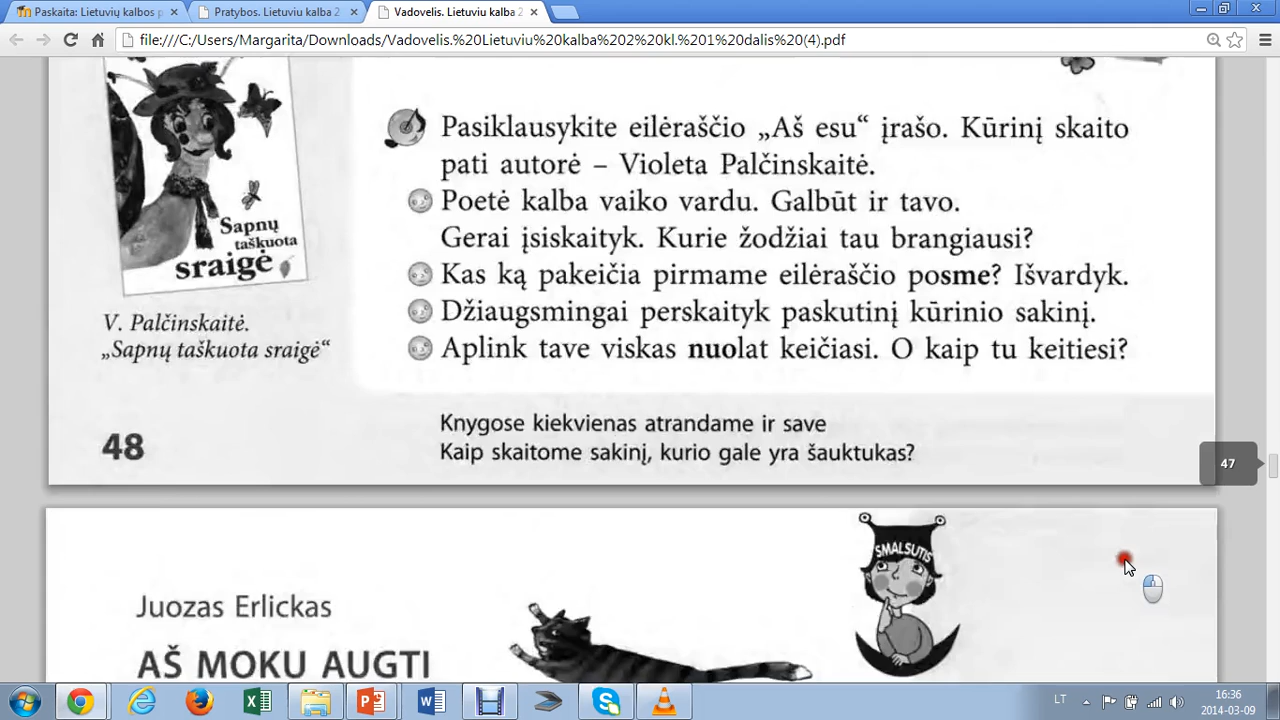 Paskaita: Lietuvių kalbos p
Pratybos. Lietuviu kalba 2
Vadovelis. Lietuviu kalba 2
file:///C:/Users/Margarita/Downloads/Vadovelis.%20Lietuviu%20kalba%202%20kl.%201%20dalis%20(4).pdf
Sapnų
taškuota
sraigė
V. Palčinskaitė.
„Sapnų taškuota sraigė“
Pasiklausykite eilėraščio „Aš esu“ įrašo. Kūrinį skaito
pati autorė – Violeta Palčinskaitė.
Poetė kalba vaiko vardu. Galbūt ir tavo.
Gerai įsiskaityk. Kurie žodžiai tau brangiausi?
Kas ką pakeičia pirmame eilėraščio posme? Išvardyk.
Džiaugsmingai perskaityk paskutinį kūrinio sakinį.
Aplink tave viskas nuolat keičiasi. O kaip tu keitiesi?
Knygose kiekvienas atrandame ir save
Kaip skaitome sakinį, kurio gale yra šauktukas?
48
47
SMALSUTIS
Juozas Erlickas
AŠ MOKU AUGTI
LT
16:36
2014-03-09